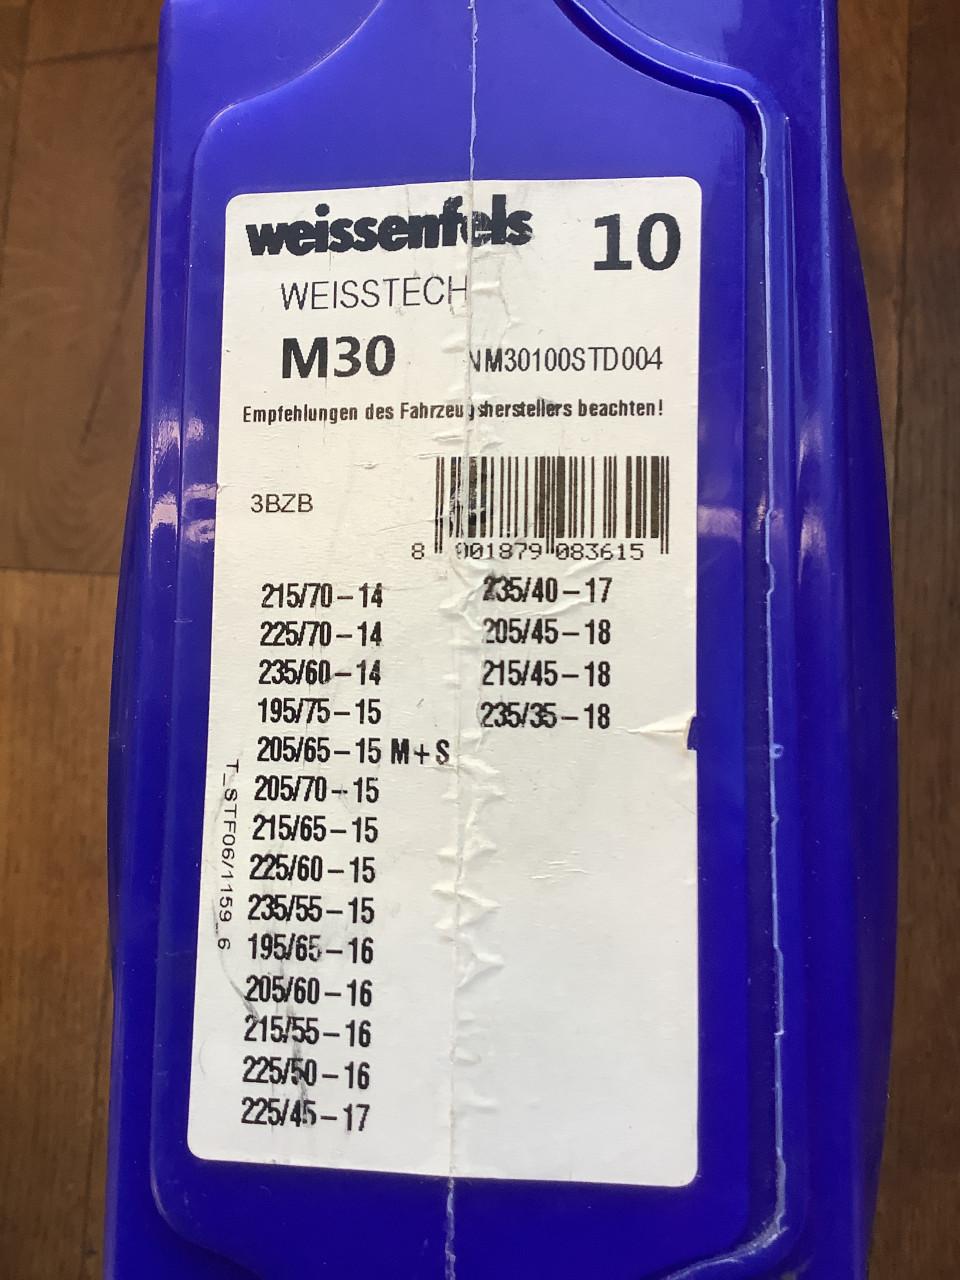 weissenfels 10
WEISSTECH
M30 NM30100STD004
Empfehlungen des Fahrzeugsherstellers beachten!
3BZB
8 001879 083615
215/70-14
225/70-14
235/60-14
195/75-15
205/65-15 M+S
205/70-15
215/65-15
225/60-15
235/55-15
195/65-16
205/60-16
215/55-16
225/50-16
225/45-17
235/40-17
205/45-18
215/45-18
235/35-18
T_STF06/1159_6